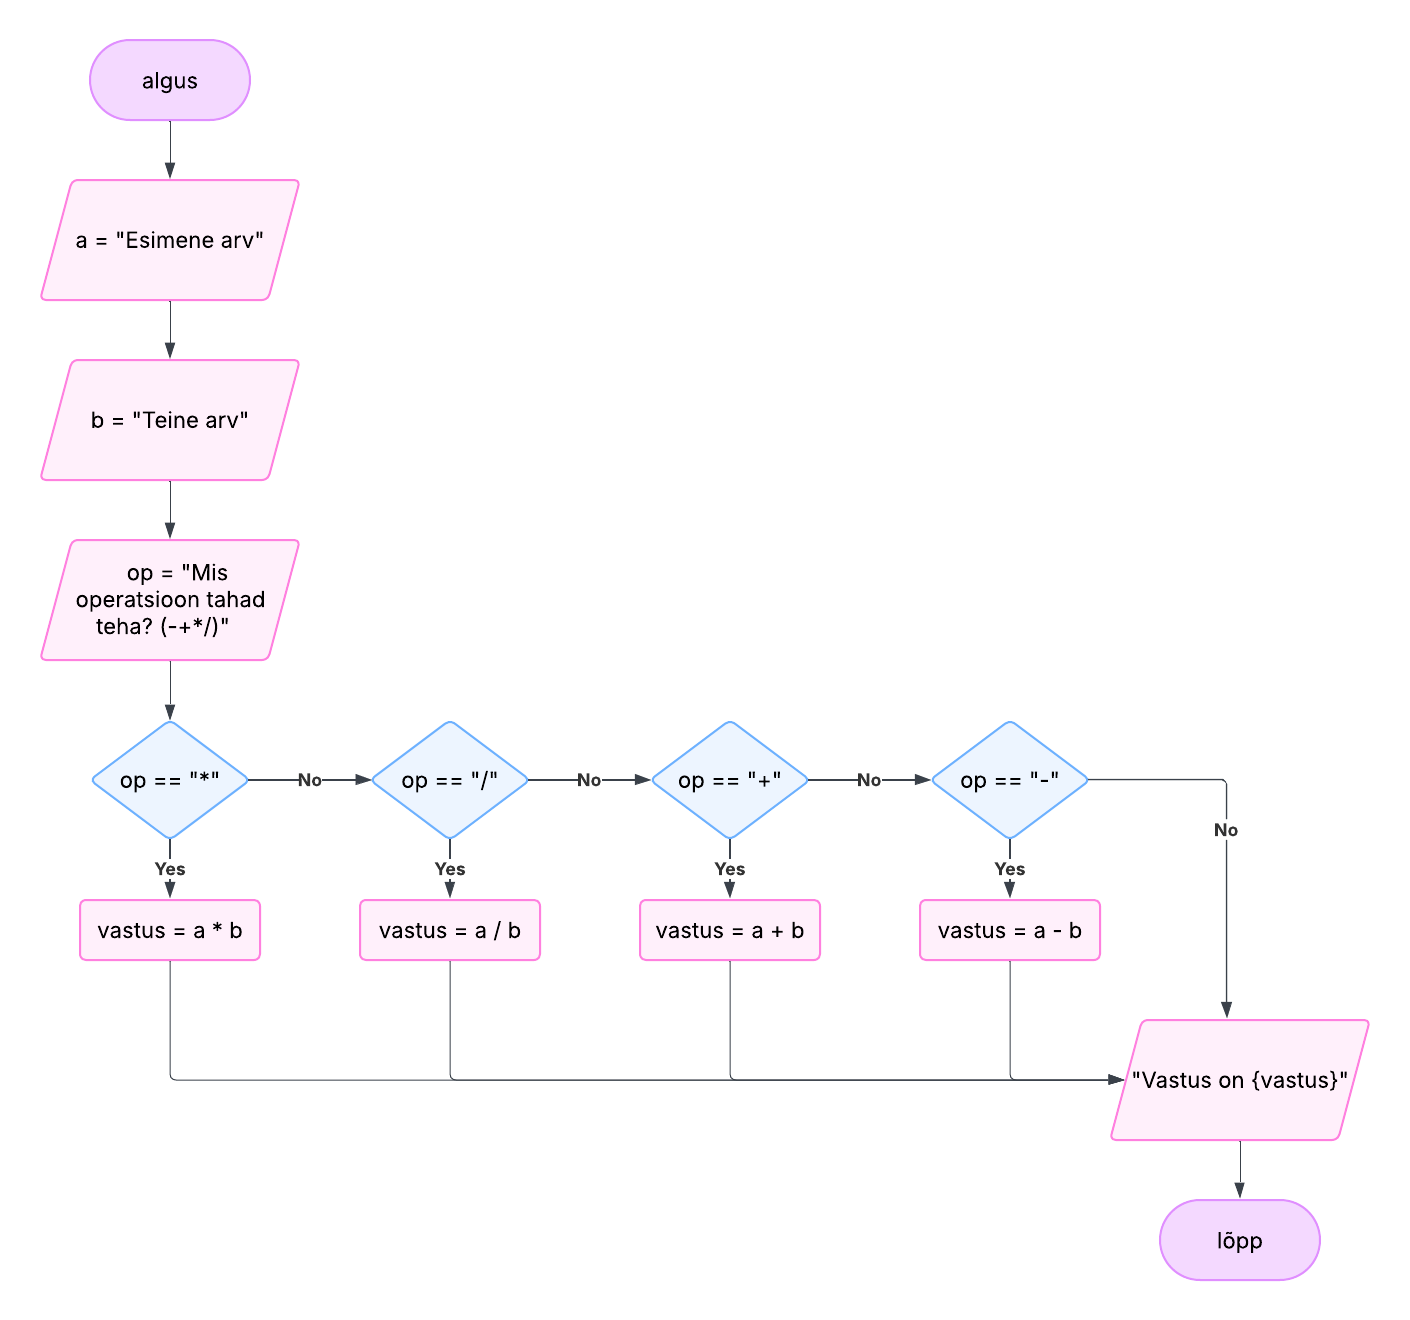 algus
a = "Esimene arv"
b = "Teine arv"
op = "Mis
operatsioon tahad
teha? (-+*/)"
op == "*"
No
op == "/"
No
op == "+"
No
op == "-"
No
Yes
Yes
Yes
Yes
vastus = a * b
vastus = a / b
vastus = a + b
vastus = a - b
"Vastus on {vastus}"
lõpp